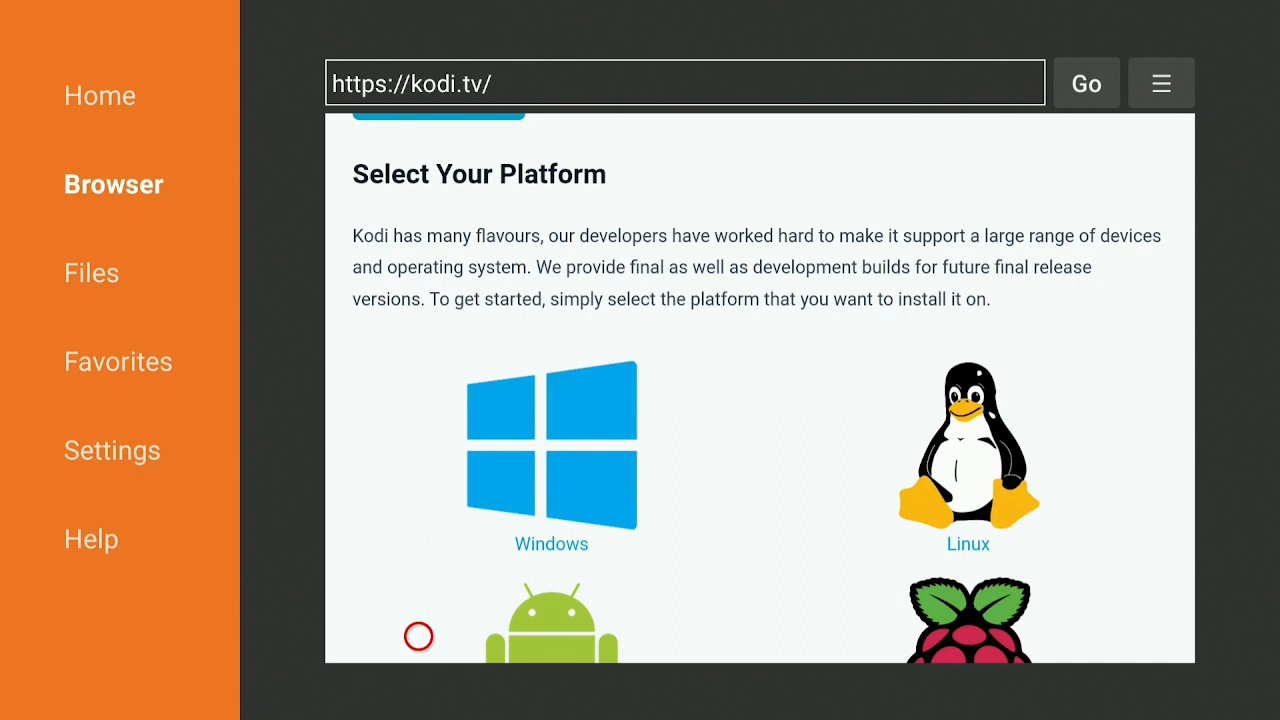 Home
Browser
Files
Favorites
Settings
Help
https://kodi.tv/
Go
Select Your Platform
Kodi has many flavours, our developers have worked hard to make it support a large range of devices
and operating system. We provide final as well as development builds for future final release
versions. To get started, simply select the platform that you want to install it on.
Windows
Linux